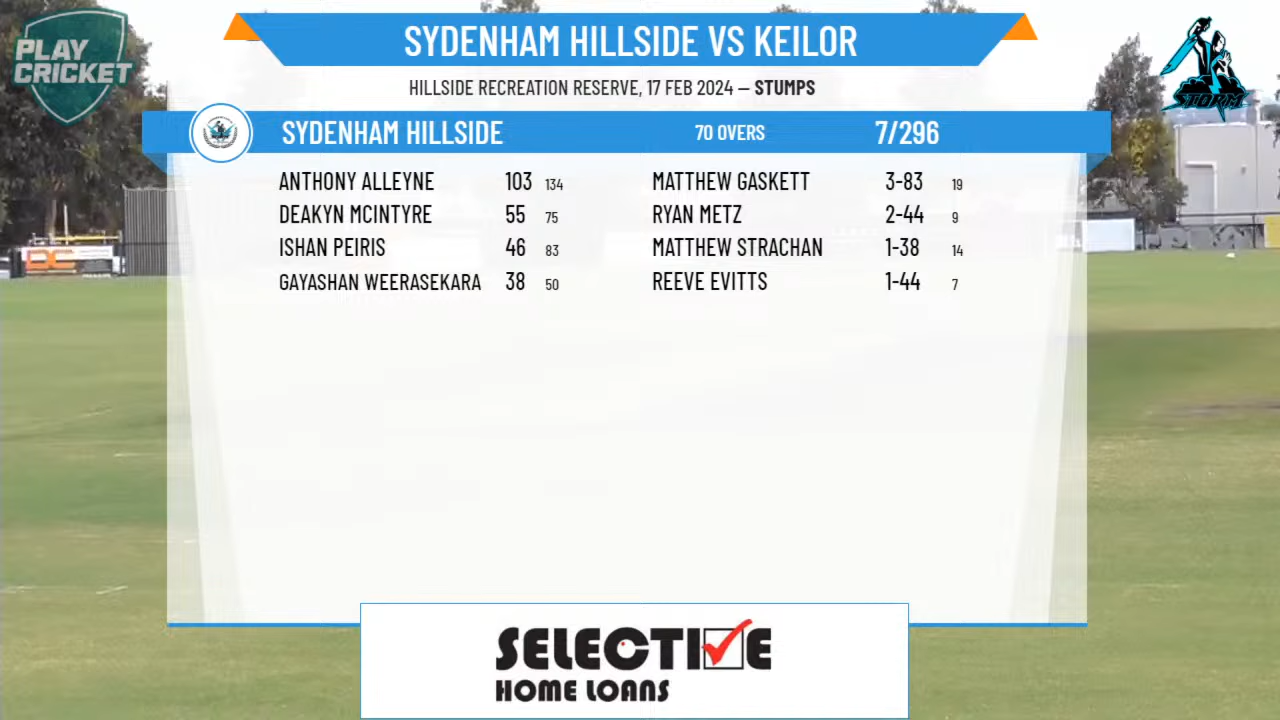 PLAY
CRICKET
SYDENHAM HILLSIDE VS KEILOR
STORM
HILLSIDE RECREATION RESERVE, 17 FEB 2024 – STUMPS
SYDENHAM HILLSIDE 70 OVERS 7/296
ANTHONY ALLEYNE 103 134 MATTHEW GASKETT 3-83 19
DEAKYN MCINTYRE 55 75 RYAN METZ 2-44 9
ISHAN PEIRIS 46 83 MATTHEW STRACHAN 1-38 14
GAYASHAN WEERASEKARA 38 50 REEVE EVITTS 1-44 7
SELECTIVE
HOME LOANS